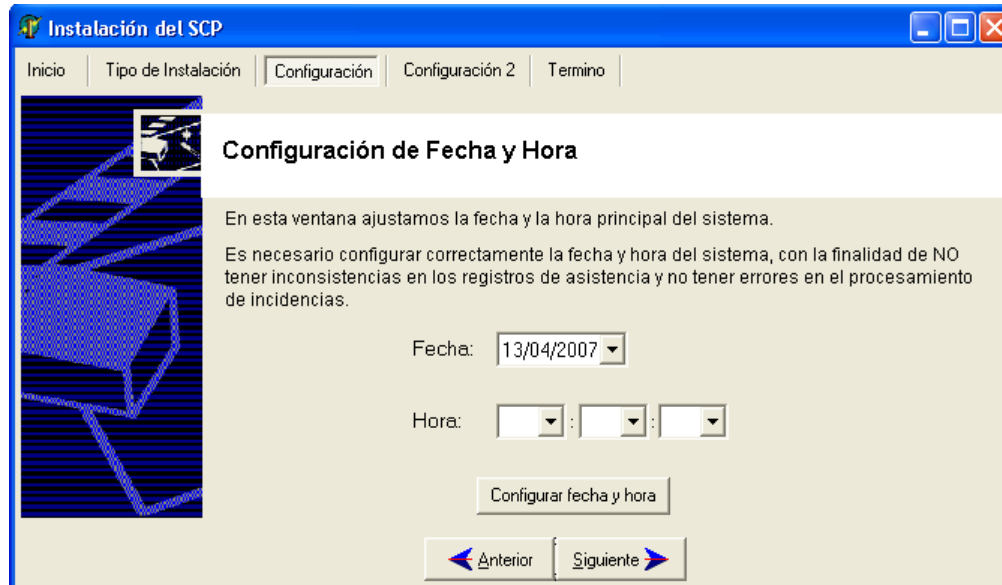 Instalación del SCP
Inicio Tipo de Instalación Configuración Configuración 2 Termino
Configuración de Fecha y Hora
En esta ventana ajustamos la fecha y la hora principal del sistema.
Es necesario configurar correctamente la fecha y hora del sistema, con la finalidad de NO
tener inconsistencias en los registros de asistencia y no tener errores en el procesamiento
de incidencias.
Fecha: 13/04/2007
Hora: : :
Configurar fecha y hora
Anterior Siguiente